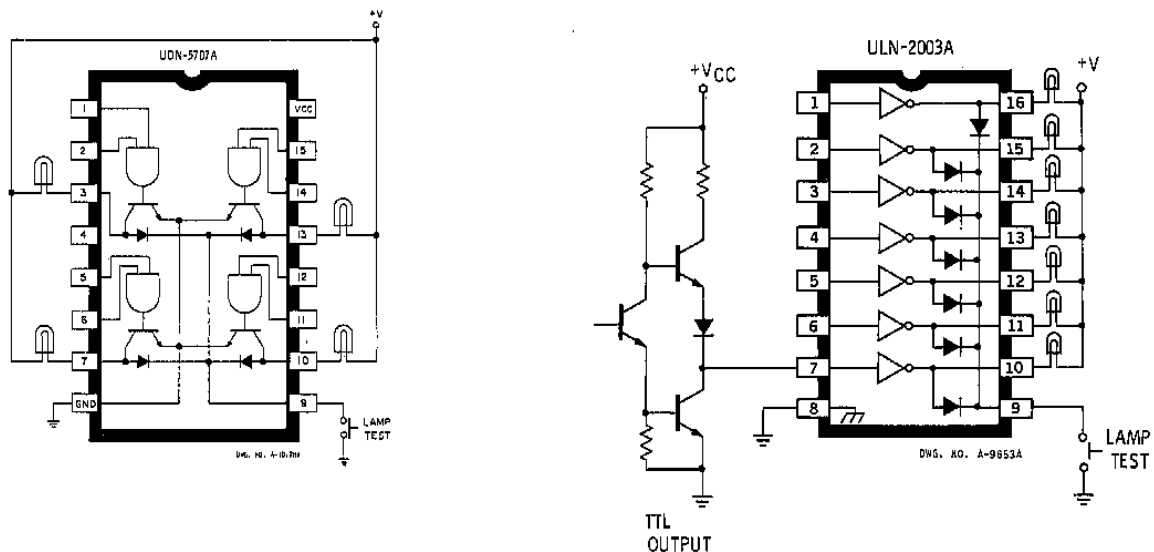 +V
UDN-5707A
1
VCC
2
15
3
14
4
13
5
12
6
11
7
10
GND
9
LAMP
TEST
ULN-2003A
+VCC
+V
1
16
2
15
3
14
4
13
5
12
6
11
7
10
8
9
DWG. NO. A-9653A
LAMP
TEST
TTL
OUTPUT
DWG. NO.